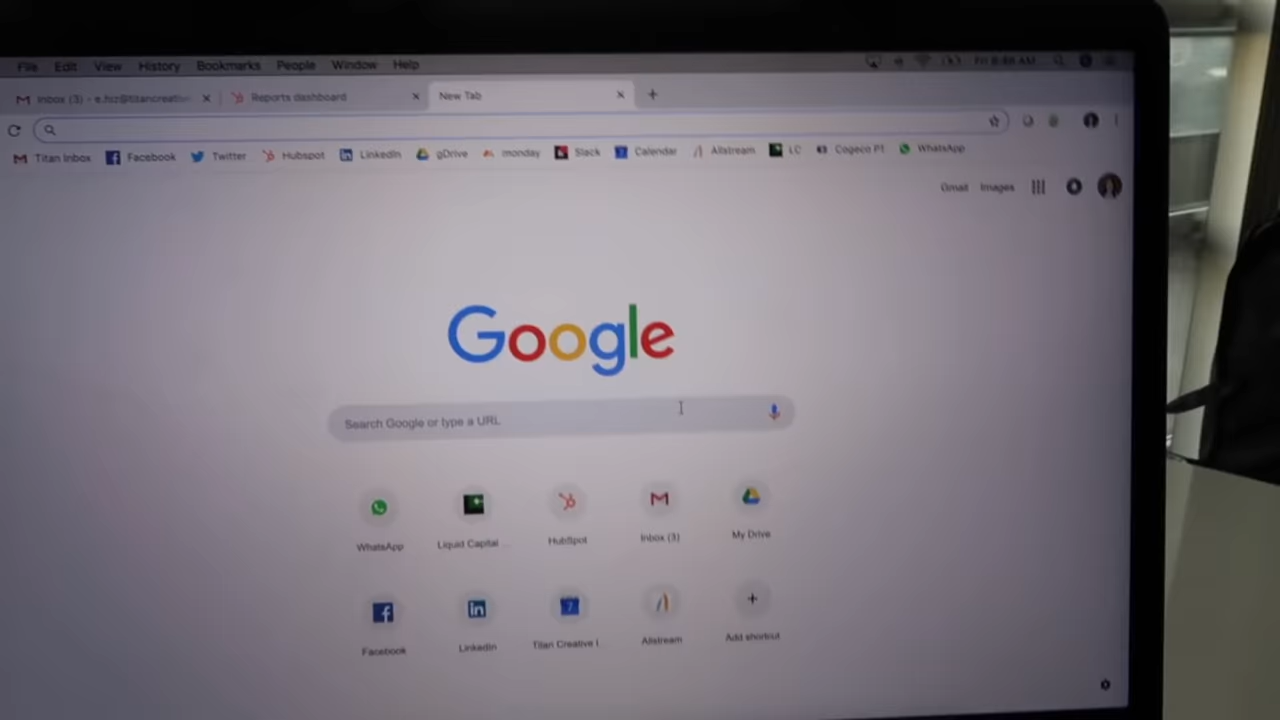 File Edit View History Bookmarks People Window Help
Inbox (3) - Reports dashboard New Tab
Titan Inbox Facebook Twitter Hubspot LinkedIn gDrive monday Slack Calendar Allstream LC Cogeco PT WhatsApp
Gmail Images
Google
Search Google or type a URL
WhatsApp Liquid Capital ... HubSpot Inbox (3) My Drive
Facebook LinkedIn Titan Creative I... Allstream Add shortcut